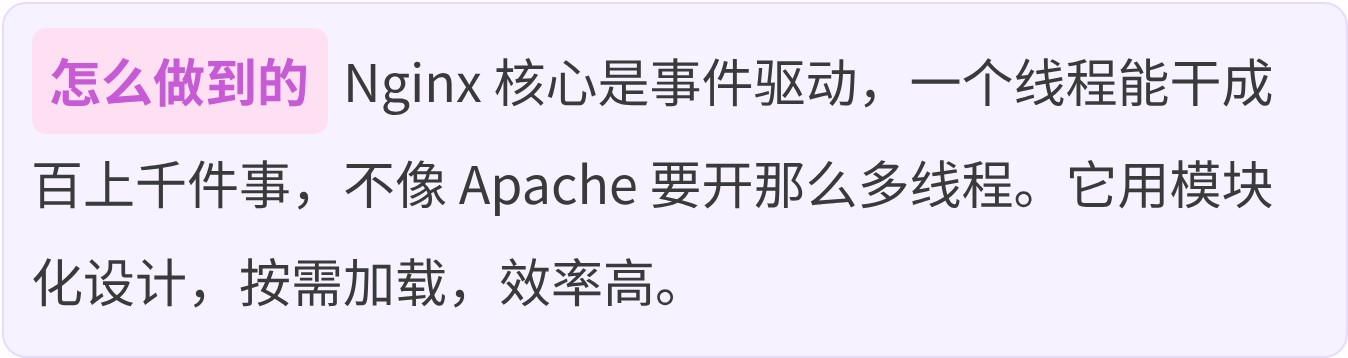 怎么做到的 Nginx 核心是事件驱动，一个线程能干成
百上千件事，不像 Apache 要开那么多线程。它用模块
化设计，按需加载，效率高。